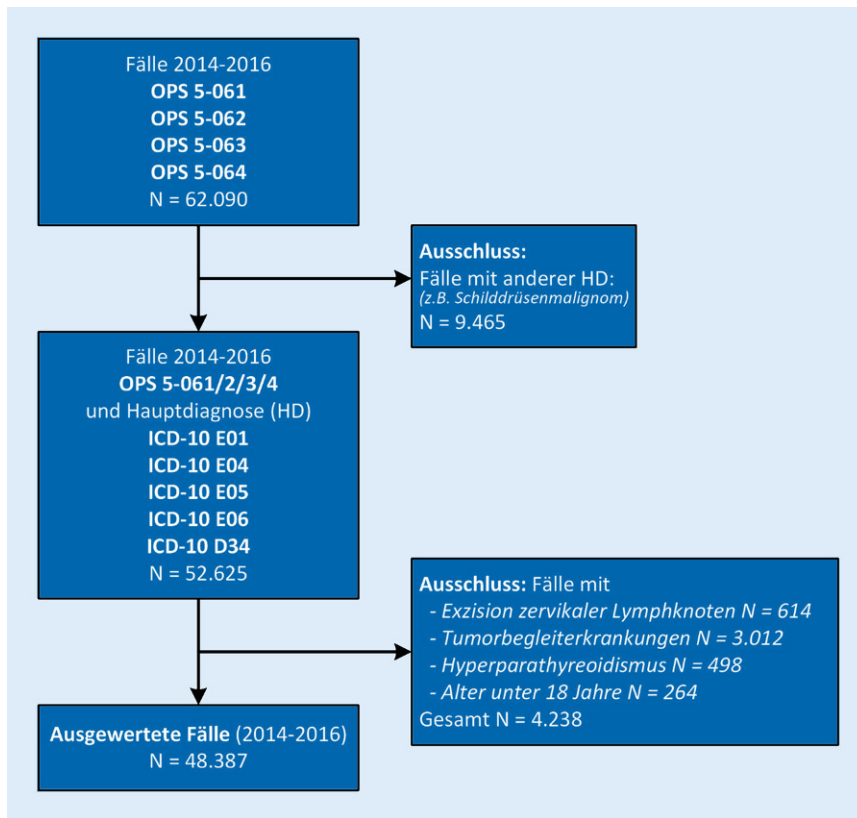 Fälle 2014-2016
OPS 5-061
OPS 5-062
OPS 5-063
OPS 5-064
N = 62.090
Ausschluss:
Fälle mit anderer HD:
(z.B. Schilddrüsenmalignom)
N = 9.465
Fälle 2014-2016
OPS 5-061/2/3/4
und Hauptdiagnose (HD)
ICD-10 E01
ICD-10 E04
ICD-10 E05
ICD-10 E06
ICD-10 D34
N = 52.625
Ausschluss: Fälle mit
- Exzision zervikaler Lymphknoten N = 614
- Tumorbegleiterkrankungen N = 3.012
- Hyperparathyreoidismus N = 498
- Alter unter 18 Jahre N = 264
Gesamt N = 4.238
Ausgewertete Fälle (2014-2016)
N = 48.387